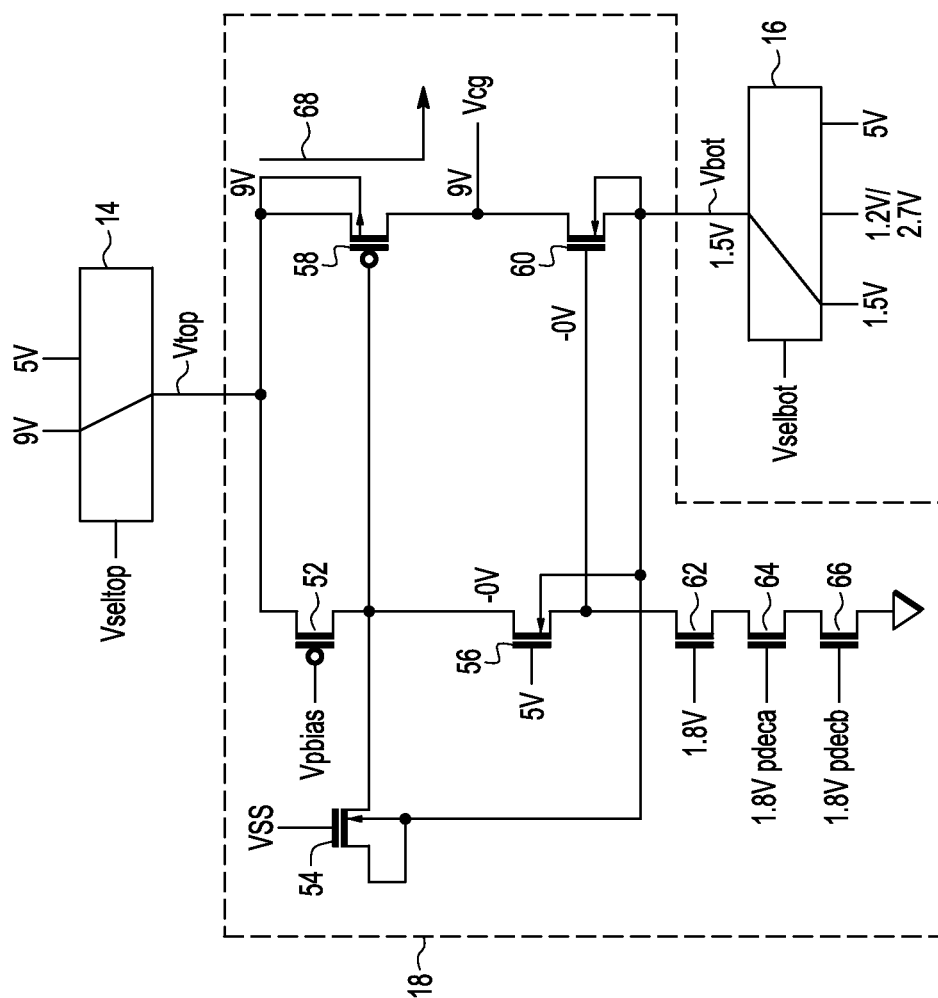 14
9V
5V
Vseltop
Vtop
18
VSS
54
Vpbias
52
9V
68
58
9V
Vcg
-0V
56
5V
-0V
60
1.8V
62
1.8V pdeca
64
1.8V pdecb
66
1.5V
Vbot
16
Vselbot
1.5V
1.2V/
2.7V
5V